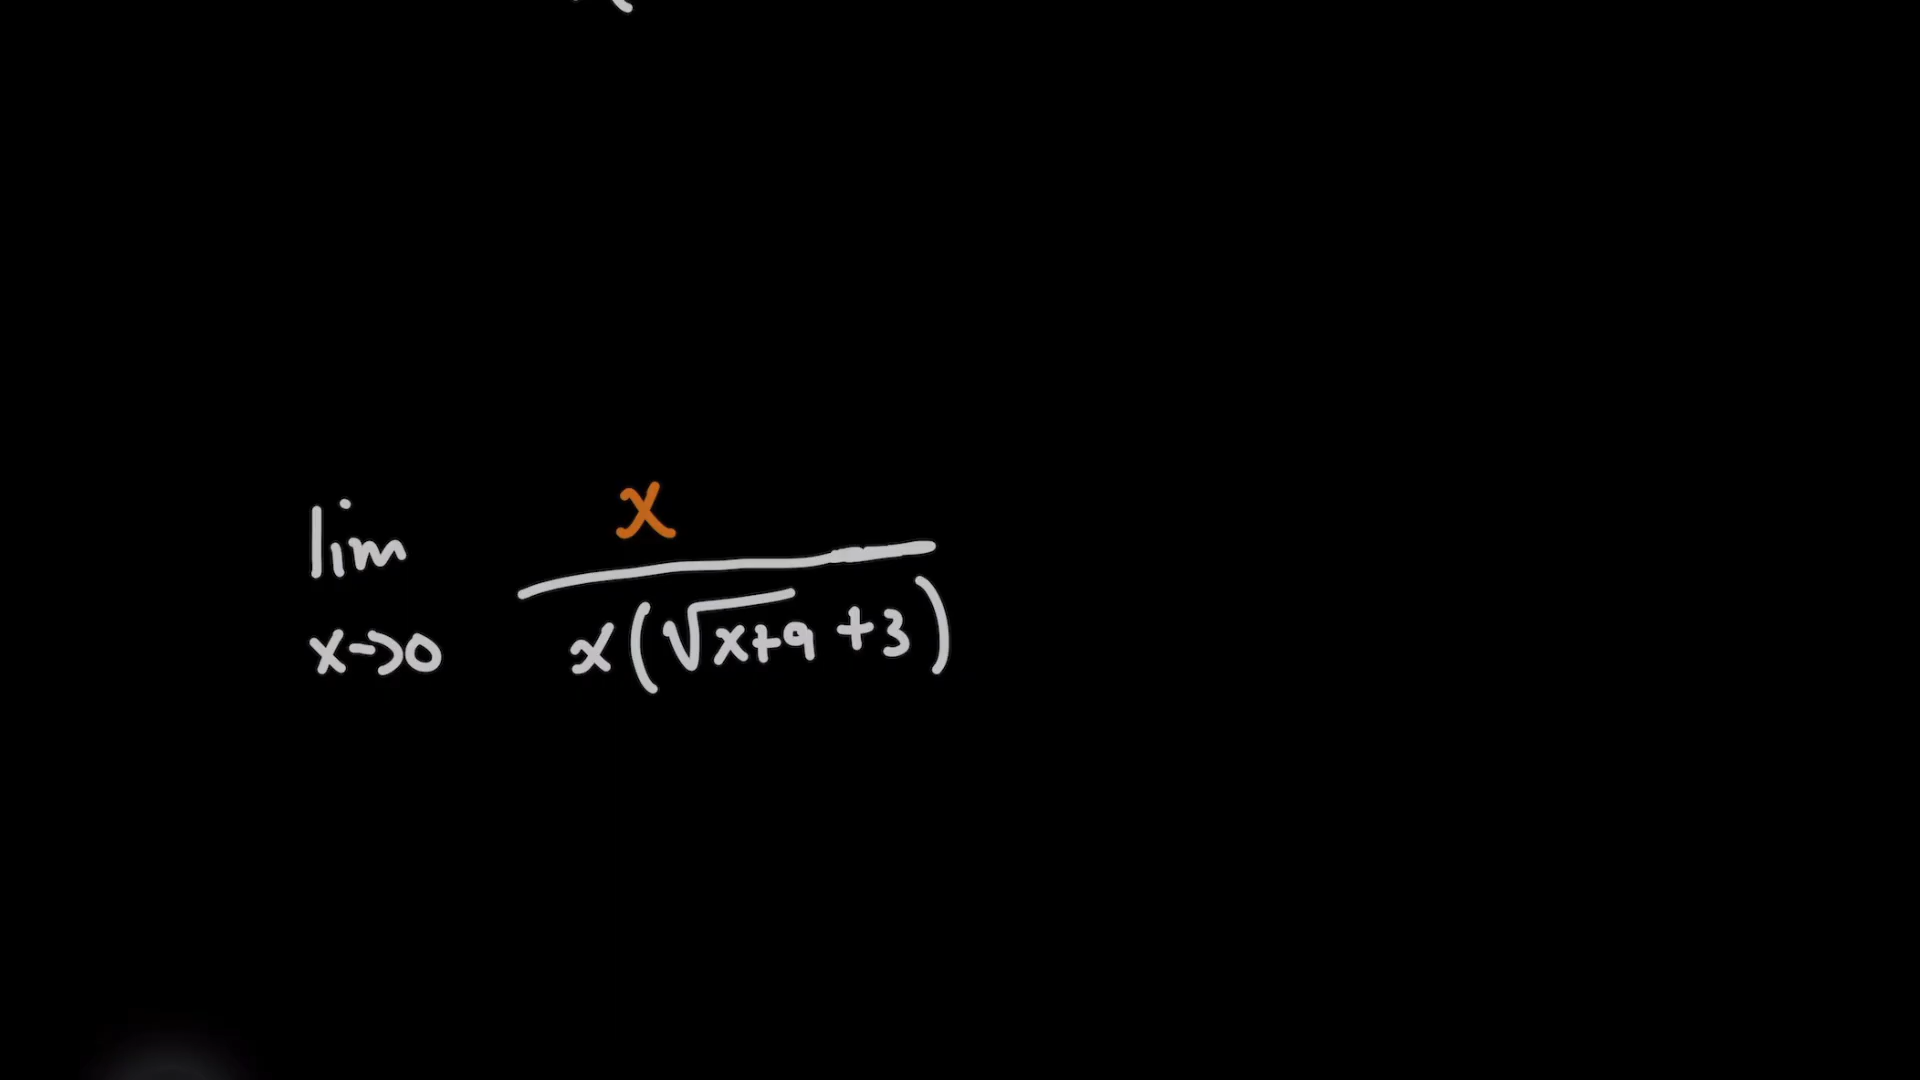 lim x→0 x / x(√x+9 +3)